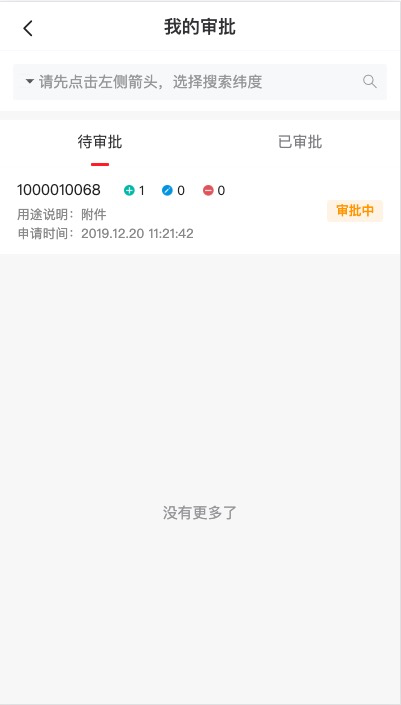 我的审批
请先点击左侧箭头，选择搜索纬度
待审批 已审批
1000010068 1 0 0
用途说明：附件
审批中
申请时间：2019.12.20 11:21:42
没有更多了